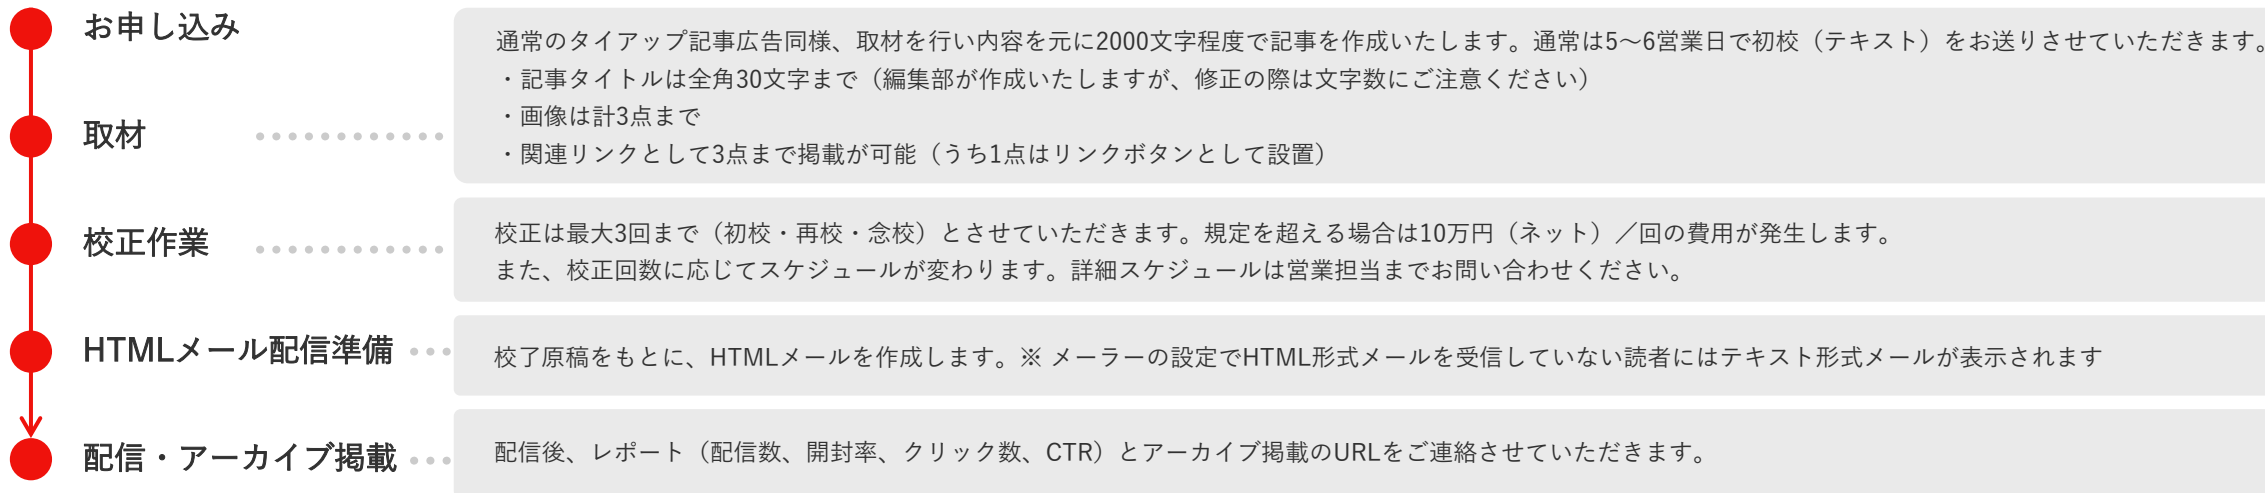 お申し込み
通常のタイアップ記事広告同様、取材を行い内容を元に2000文字程度で記事を作成いたします。通常は5～6営業日で初校（テキスト）をお送りさせていただきます。
・記事タイトルは全角30文字まで（編集部が作成いたしますが、修正の際は文字数にご注意ください）
・画像は計3点まで
・関連リンクとして3点まで掲載が可能（うち1点はリンクボタンとして設置）
取材
校正作業
校正は最大3回まで（初校・再校・念校）とさせていただきます。規定を超える場合は10万円（ネット）／回の費用が発生します。
また、校正回数に応じてスケジュールが変わります。詳細スケジュールは営業担当までお問い合わせください。
HTMLメール配信準備
校了原稿をもとに、HTMLメールを作成します。※ メーラーの設定でHTML形式メールを受信していない読者にはテキスト形式メールが表示されます
配信・アーカイブ掲載
配信後、レポート（配信数、開封率、クリック数、CTR）とアーカイブ掲載のURLをご連絡させていただきます。